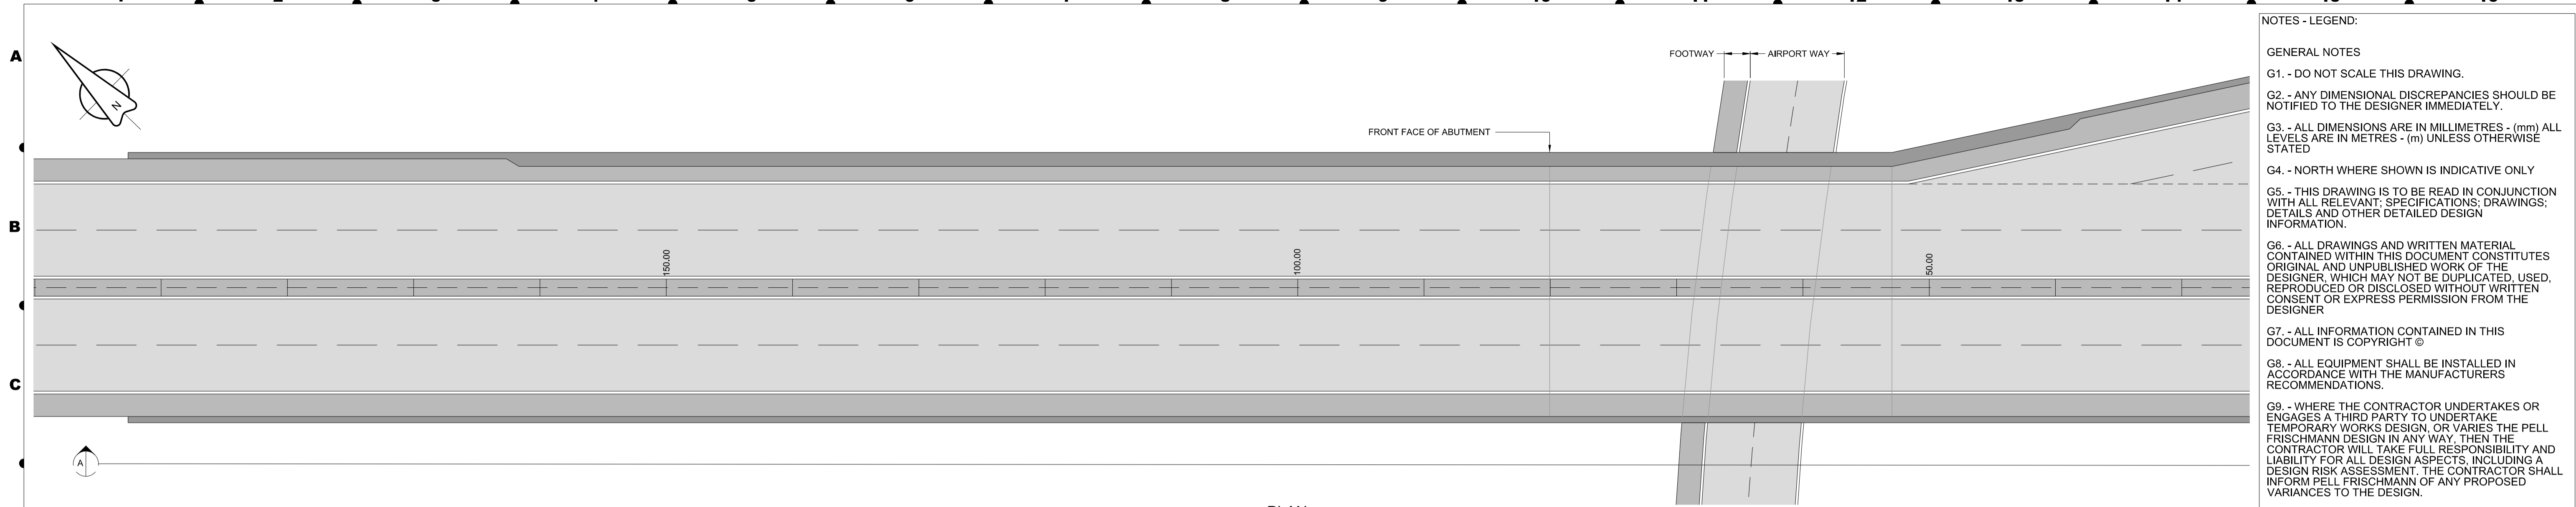 A
B
C
N
FOOTWAY
AIRPORT WAY
FRONT FACE OF ABUTMENT
150.00
100.00
50.00
A
NOTES - LEGEND:
GENERAL NOTES
G1. - DO NOT SCALE THIS DRAWING.
G2. - ANY DIMENSIONAL DISCREPANCIES SHOULD BE
NOTIFIED TO THE DESIGNER IMMEDIATELY.
G3. - ALL DIMENSIONS ARE IN MILLIMETRES - (mm) ALL
LEVELS ARE IN METRES - (m) UNLESS OTHERWISE
STATED
G4. - NORTH WHERE SHOWN IS INDICATIVE ONLY
G5. - THIS DRAWING IS TO BE READ IN CONJUNCTION
WITH ALL RELEVANT; SPECIFICATIONS; DRAWINGS;
DETAILS AND OTHER DETAILED DESIGN
INFORMATION.
G6. - ALL DRAWINGS AND WRITTEN MATERIAL
CONTAINED WITHIN THIS DOCUMENT CONSTITUTES
ORIGINAL AND UNPUBLISHED WORK OF THE
DESIGNER, WHICH MAY NOT BE DUPLICATED, USED,
REPRODUCED OR DISCLOSED WITHOUT WRITTEN
CONSENT OR EXPRESS PERMISSION FROM THE
DESIGNER
G7. - ALL INFORMATION CONTAINED IN THIS
DOCUMENT IS COPYRIGHT ©
G8. - ALL EQUIPMENT SHALL BE INSTALLED IN
ACCORDANCE WITH THE MANUFACTURERS
RECOMMENDATIONS.
G9. - WHERE THE CONTRACTOR UNDERTAKES OR
ENGAGES A THIRD PARTY TO UNDERTAKE
TEMPORARY WORKS DESIGN, OR VARIES THE PELL
FRISCHMANN DESIGN IN ANY WAY, THEN THE
CONTRACTOR WILL TAKE FULL RESPONSIBILITY AND
LIABILITY FOR ALL DESIGN ASPECTS, INCLUDING A
DESIGN RISK ASSESSMENT. THE CONTRACTOR SHALL
INFORM PELL FRISCHMANN OF ANY PROPOSED
VARIANCES TO THE DESIGN.